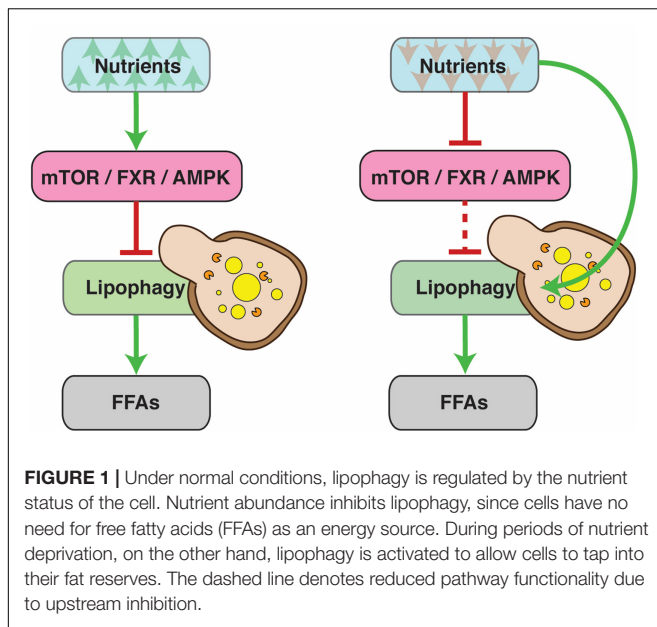 Nutrients
mTOR / FXR / AMPK
Lipophagy
FFAs
Nutrients
mTOR / FXR / AMPK
Lipophagy
FFAs
FIGURE 1 | Under normal conditions, lipophagy is regulated by the nutrient
status of the cell. Nutrient abundance inhibits lipophagy, since cells have no
need for free fatty acids (FFAs) as an energy source. During periods of nutrient
deprivation, on the other hand, lipophagy is activated to allow cells to tap into
their fat reserves. The dashed line denotes reduced pathway functionality due
to upstream inhibition.